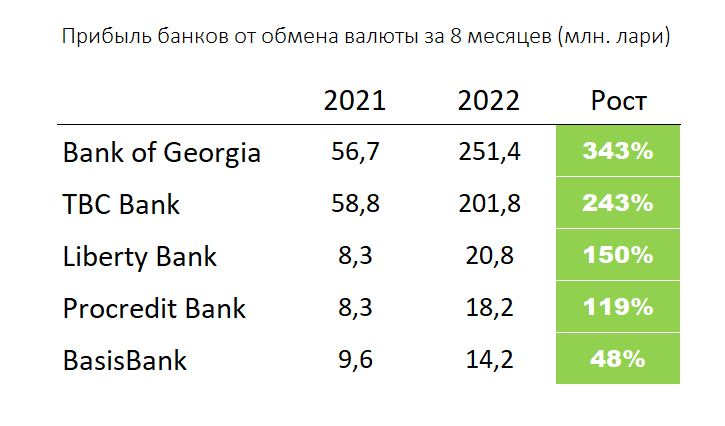 Прибыль банков от обмена валюты за 8 месяцев (млн. лари)
2021 2022 Рост
Bank of Georgia 56,7 251,4 343%
TBC Bank 58,8 201,8 243%
Liberty Bank 8,3 20,8 150%
Procredit Bank 8,3 18,2 119%
BasisBank 9,6 14,2 48%